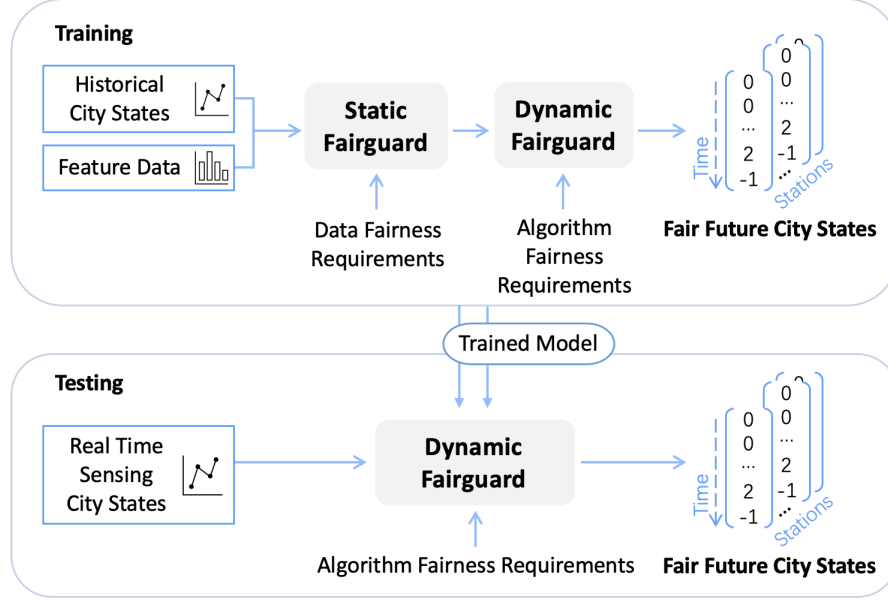 Training
Historical
City States
Feature Data
Static
Fairguard
Dynamic
Fairguard
Data Fairness
Requirements
Algorithm
Fairness
Requirements
Time
0
0
...
2
-1
0
0
...
2
-1
...
Stations
Fair Future City States
Trained Model
Testing
Real Time
Sensing
City States
Dynamic
Fairguard
Algorithm Fairness Requirements
Time
0
0
...
2
-1
0
0
...
2
-1
...
Stations
Fair Future City States